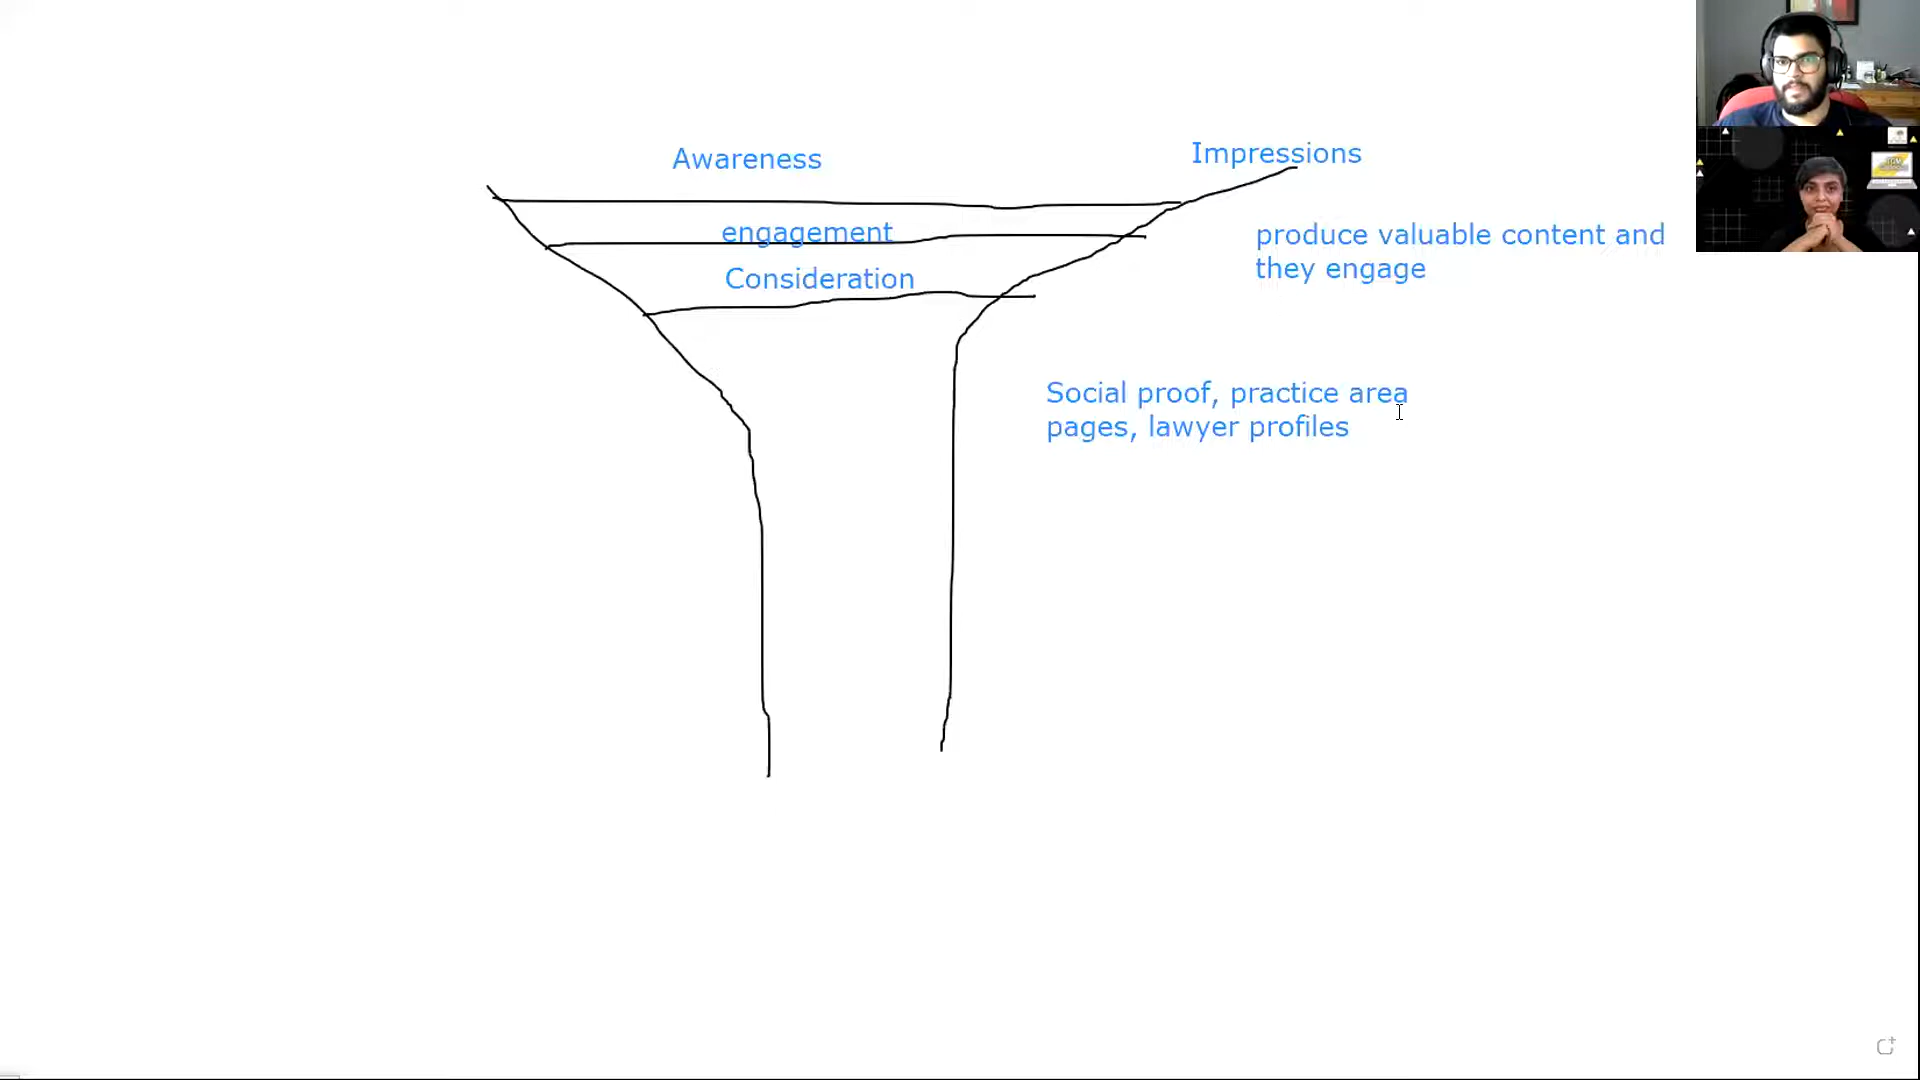 Awareness
Impressions
engagement
produce valuable content and
they engage
Consideration
Social proof, practice area
pages, lawyer profiles